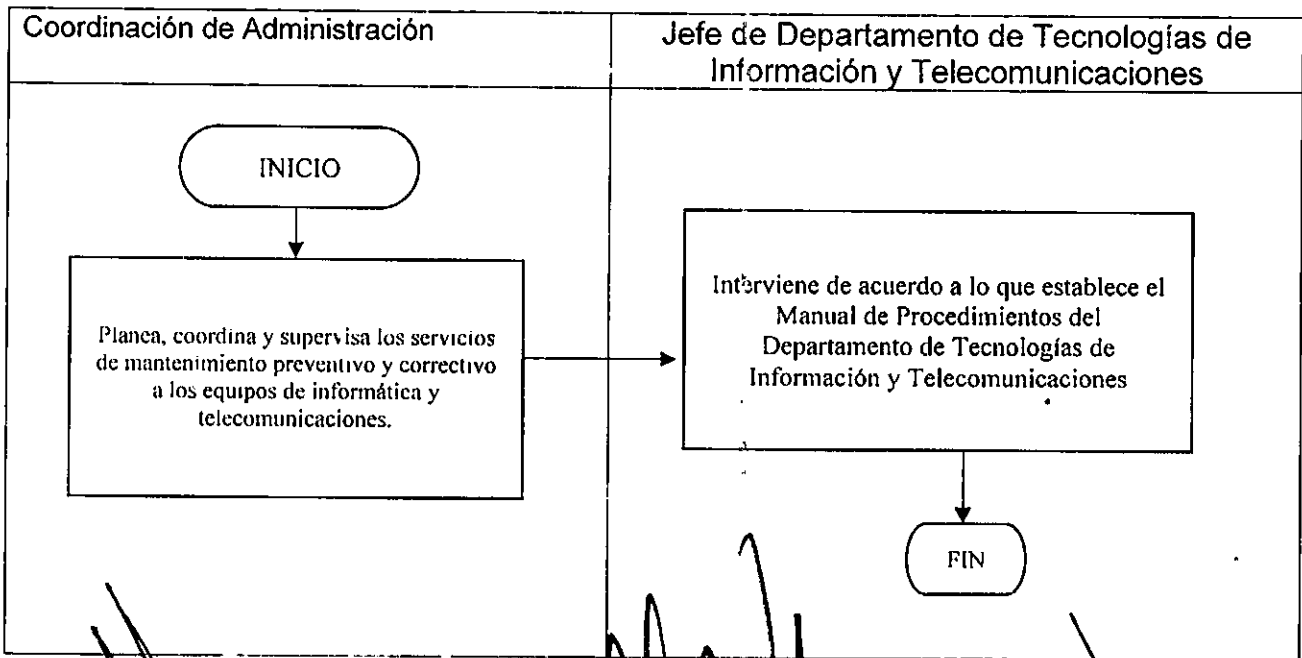 Coordinación de Administración
Jefe de Departamento de Tecnologías de
Información y Telecomunicaciones
INICIO
Planea, coordina y supervisa los servicios
de mantenimiento preventivo y correctivo
a los equipos de informática y
telecomunicaciones.
Interviene de acuerdo a lo que establece el
Manual de Procedimientos del
Departamento de Tecnologías de
Información y Telecomunicaciones
FIN